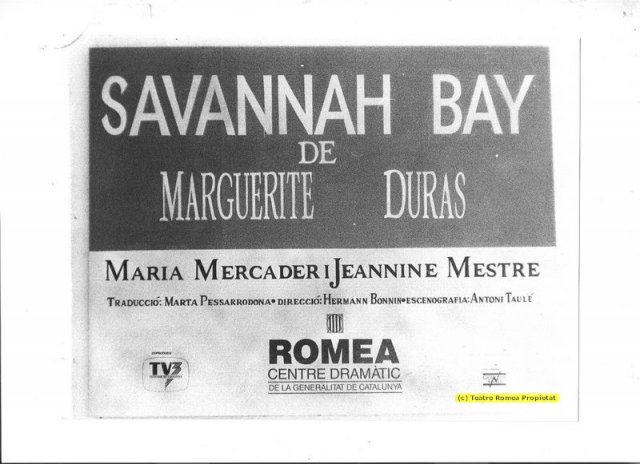 SAVANNAH BAY
DE
MARGUERITE DURAS
MARIA MERCADER I JEANNINE MESTRE
TRADUCCIÓ: MARTA PESSARRODONA • DIRECCIÓ: HERMANN BONNIN • ESCENOGRAFIA: ANTONI TAULÉ
TV3
ROMEA
CENTRE DRAMÀTIC
DE LA GENERALITAT DE CATALUNYA
(c) Teatre Romea Propietat